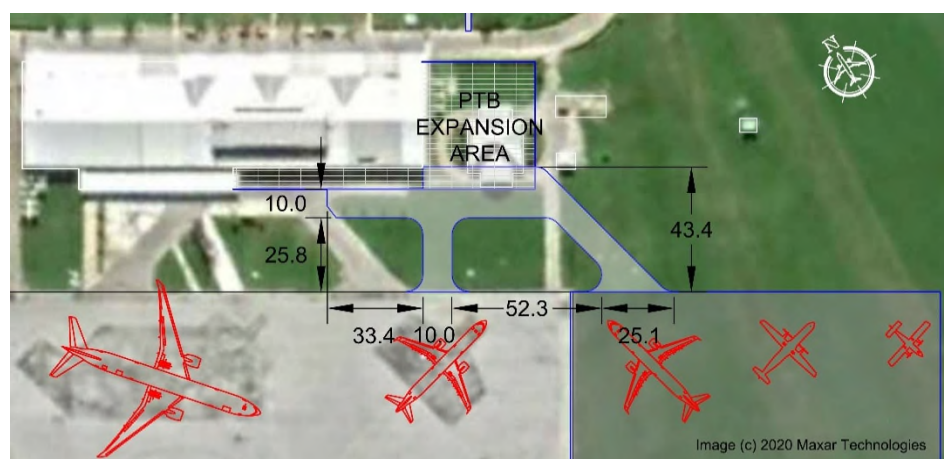 N
PTB
EXPANSION
AREA
10.0
43.4
25.8
52.3
33.4
10.0
25.1
Image (c) 2020 Maxar Technologies